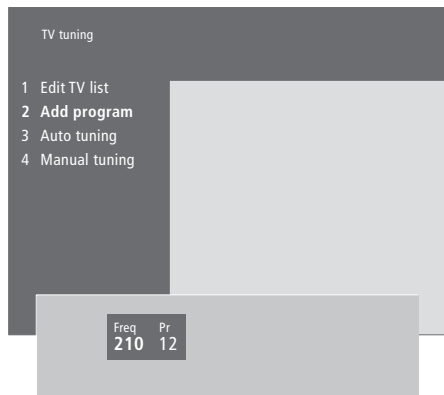 TV tuning
1 Edit TV list
2 Add program
3 Auto tuning
4 Manual tuning
Freq Pr
210 12